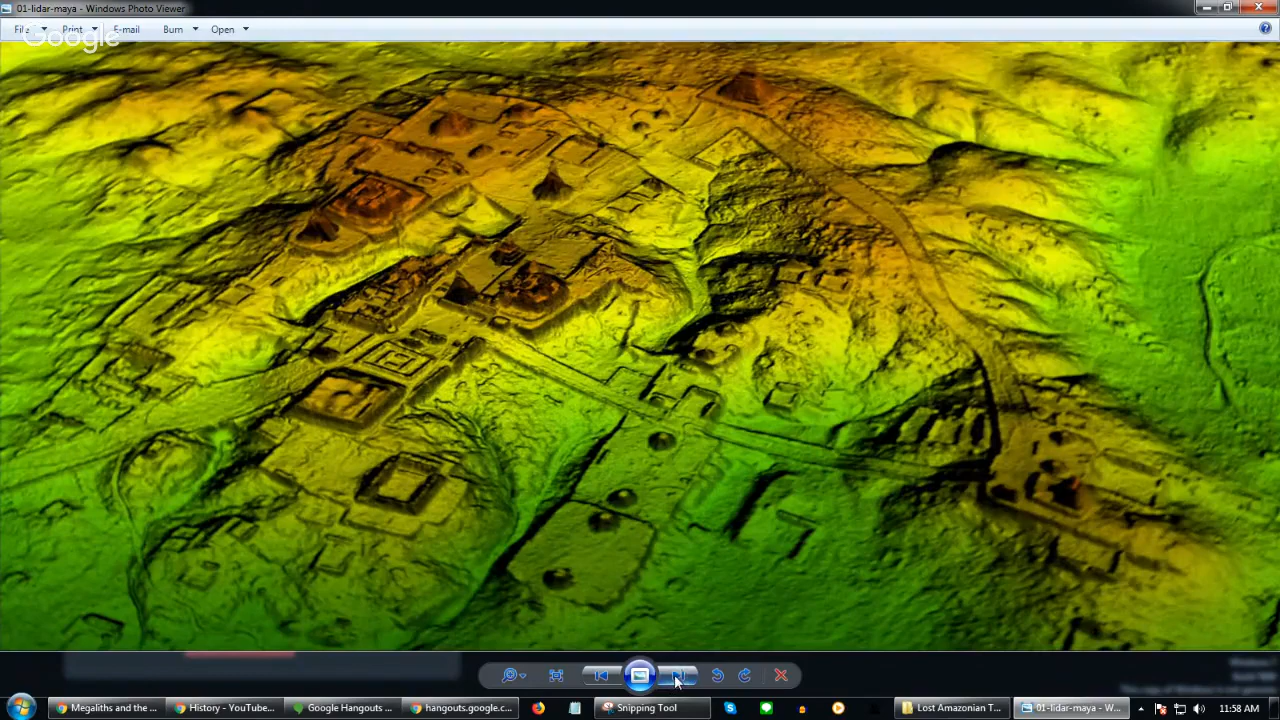 01-lidar-maya - Windows Photo Viewer
File Print E-mail Burn Open
Google
Megaliths and the ...
History - YouTube...
Google Hangouts ...
hangouts.google.c...
Snipping Tool
Lost Amazonian T...
01-lidar-maya - W...
11:58 AM